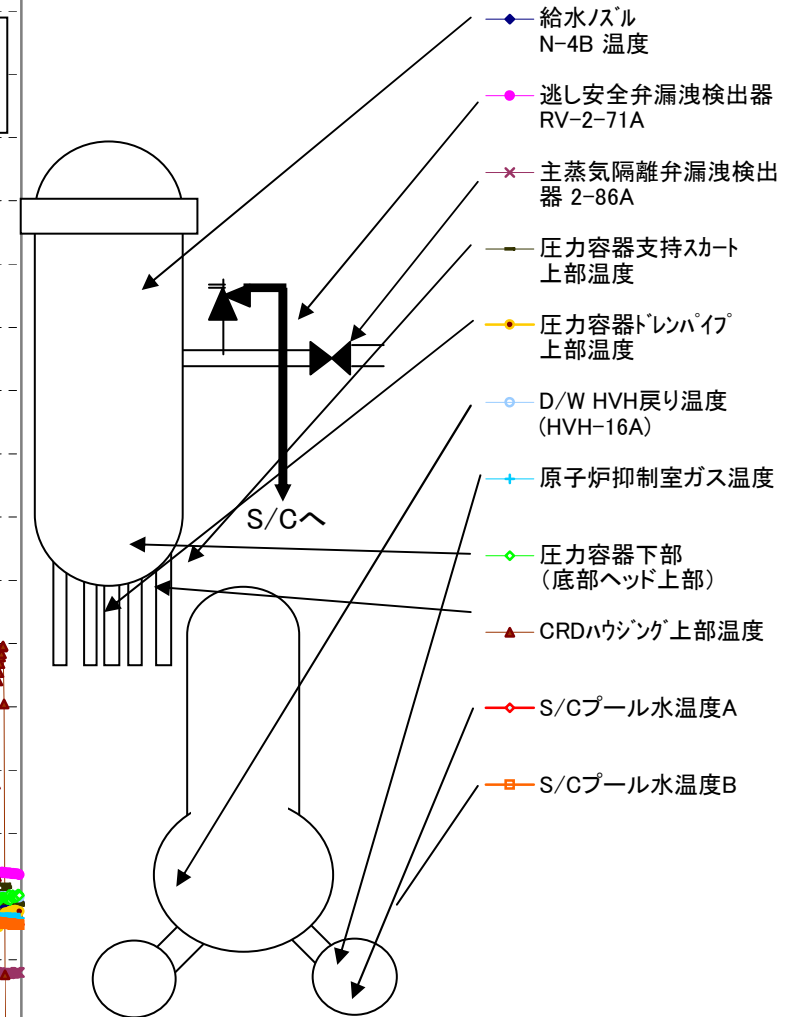 給水ノズル
N-4B 温度
逃し安全弁漏洩検出器
RV-2-71A
主蒸気隔離弁漏洩検出
器 2-86A
圧力容器支持スカート
上部温度
圧力容器ドレンパイプ
上部温度
D/W HVH戻り温度
(HVH-16A)
原子炉抑制室ガス温度
S/Cへ
圧力容器下部
（底部ヘッド上部）
CRDハウジング上部温度
S/Cプール水温度A
S/Cプール水温度B